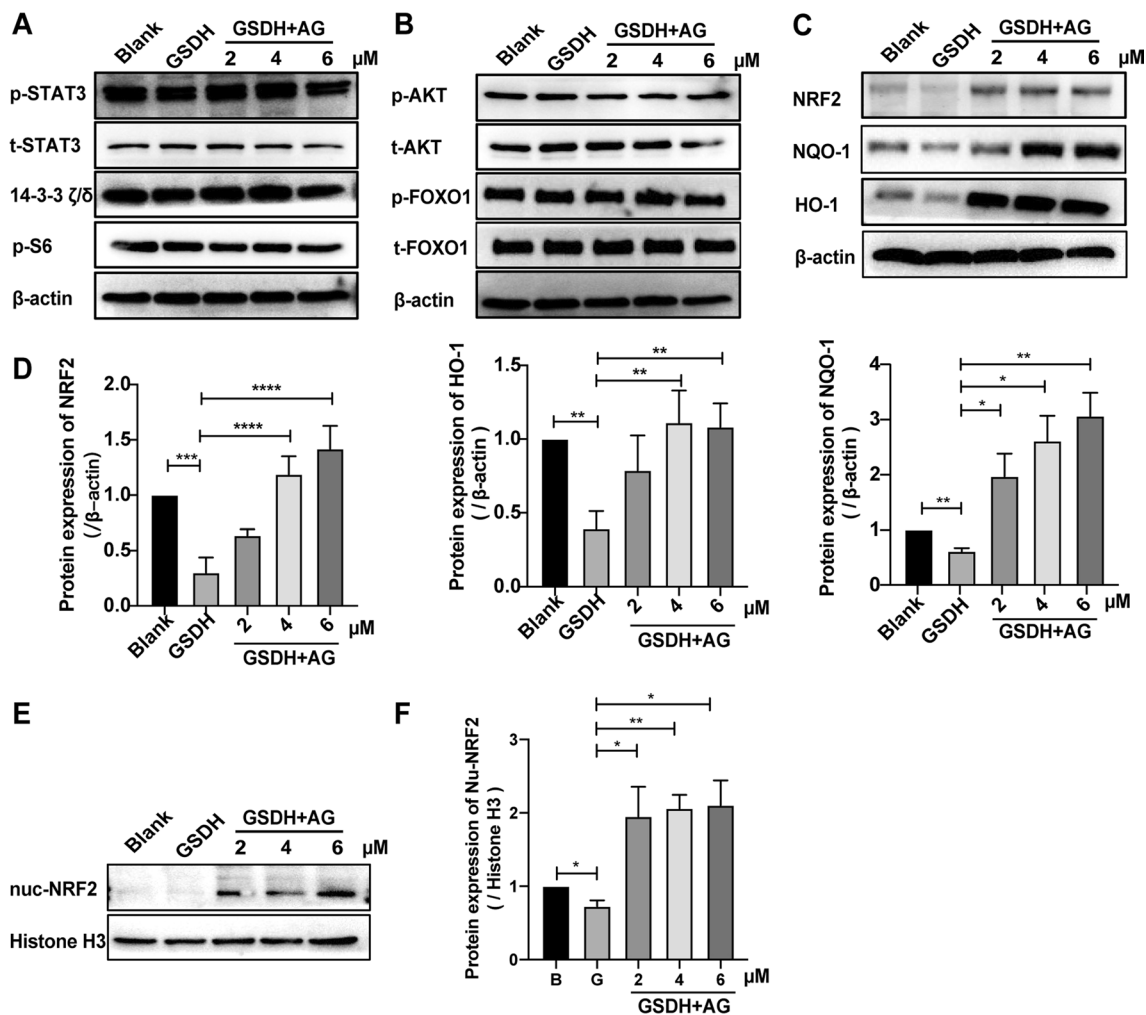 A
Blank
GSDH
GSDH+AG
2 4 6 μM
p-STAT3
t-STAT3
14-3-3 ζ/δ
p-S6
β-actin
B
Blank
GSDH
GSDH+AG
2 4 6 μM
p-AKT
t-AKT
p-FOXO1
t-FOXO1
β-actin
C
Blank
GSDH
GSDH+AG
2 4 6 μM
NRF2
NQO-1
HO-1
β-actin
D
Protein expression of NRF2
(/β–actin)
2.0
1.5
1.0
0.5
0.0
***
****
****
Blank
GSDH
2 4 6 μM
GSDH+AG
Protein expression of HO-1
( /β-actin )
1.5
1.0
0.5
0.0
**
**
**
Blank
GSDH
2 4 6 μM
GSDH+AG
Protein expression of NQO-1
( / β-actin )
4
3
2
1
0
**
*
*
**
Blank
GSDH
2 4 6 μM
GSDH+AG
E
Blank
GSDH
GSDH+AG
2 4 6 μM
nuc-NRF2
Histone H3
F
Protein expression of Nu-NRF2
( / Histone H3 )
3
2
1
0
*
*
**
*
B G 2 4 6 μM
GSDH+AG